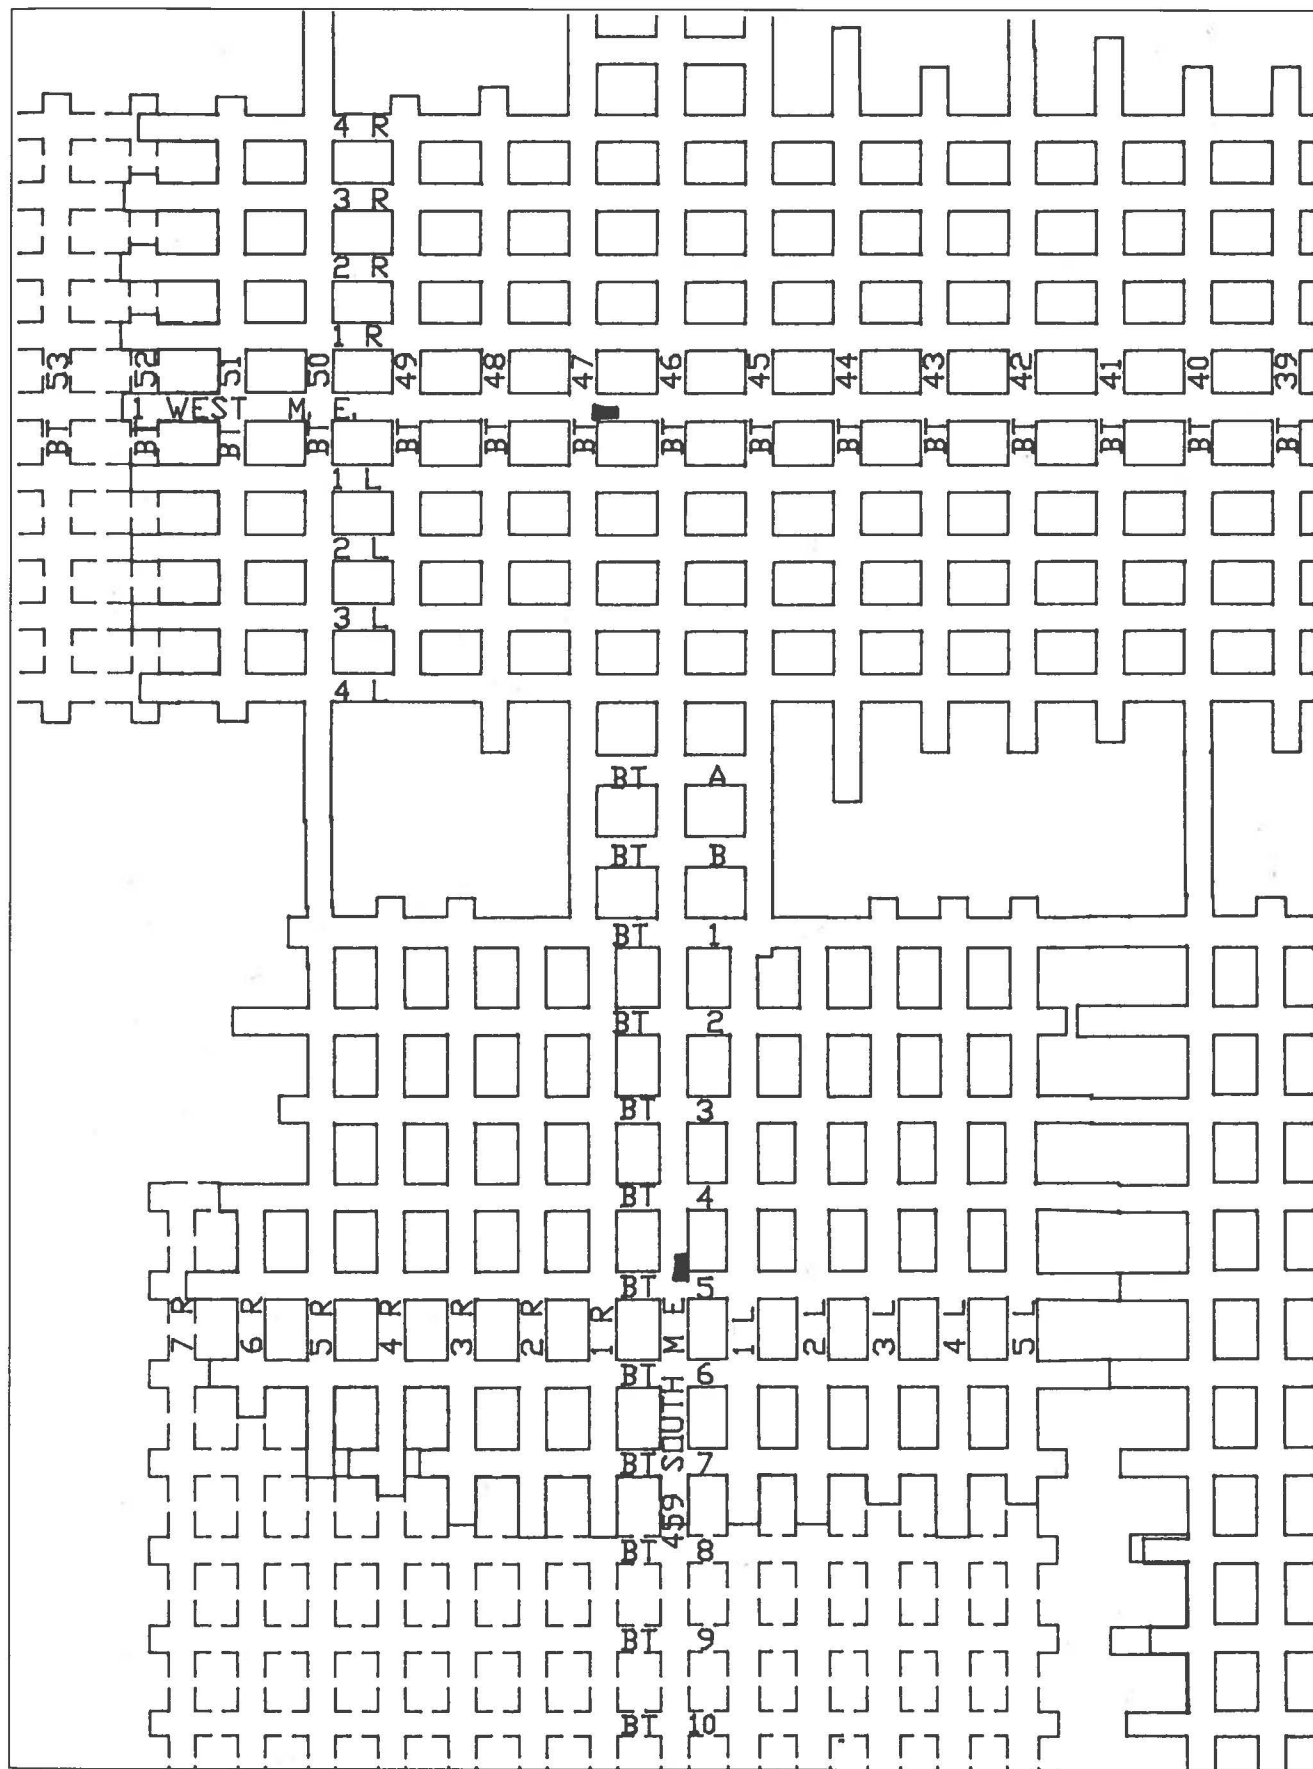 4 R
3 R
2 R
1 R
53 52 51 50 49 48 47 46 45 44 43 42 41 40 39
1 WEST M. E.
BT BT BT BT BT BT BT BT BT BT BT BT BT BT BT
1 L
2 L
3 L
4 L
BT A
BT B
BT 1
BT 2
BT 3
BT 4
BT 5
7 R 6 R 5 R 4 R 3 R 2 R 1 R 459 SOUTH M E 1 L 2 L 3 L 4 L 5 L
BT 6
BT 7
BT 8
BT 9
BT 10